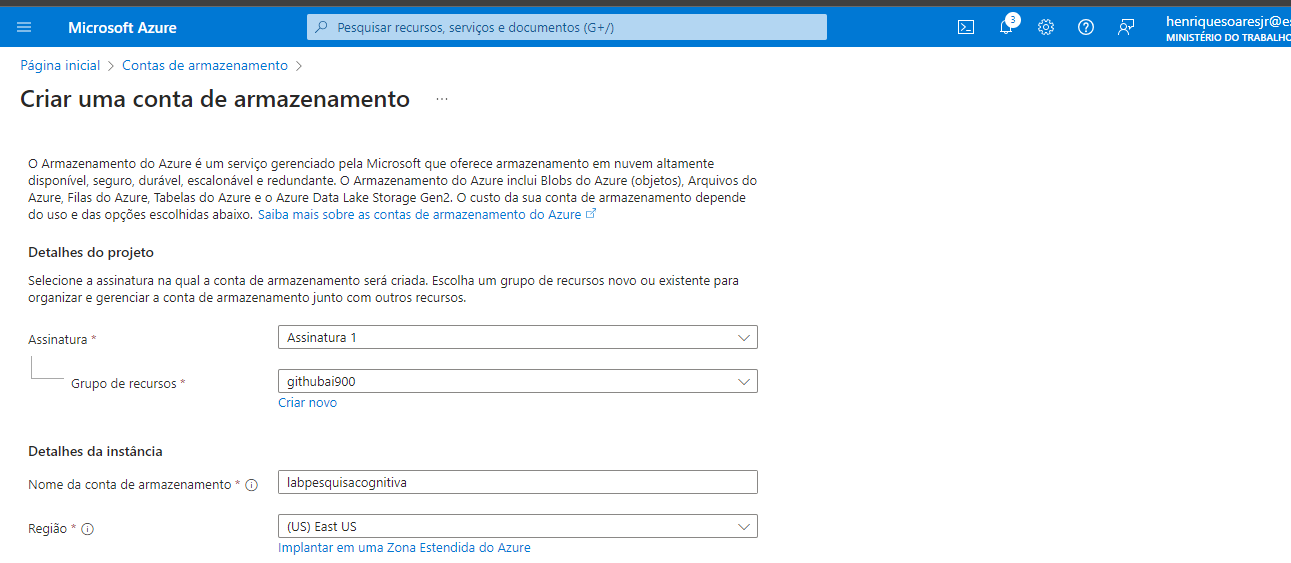 Microsoft Azure
Pesquisar recursos, serviços e documentos (G+/)
3
henriquesoaresjr@es
MINISTÉRIO DO TRABALHO
Página inicial > Contas de armazenamento >
Criar uma conta de armazenamento ...
O Armazenamento do Azure é um serviço gerenciado pela Microsoft que oferece armazenamento em nuvem altamente
disponível, seguro, durável, escalonável e redundante. O Armazenamento do Azure inclui Blobs do Azure (objetos), Arquivos do
Azure, Filas do Azure, Tabelas do Azure e o Azure Data Lake Storage Gen2. O custo da sua conta de armazenamento depende
do uso e das opções escolhidas abaixo. Saiba mais sobre as contas de armazenamento do Azure
Detalhes do projeto
Selecione a assinatura na qual a conta de armazenamento será criada. Escolha um grupo de recursos novo ou existente para
organizar e gerenciar a conta de armazenamento junto com outros recursos.
Assinatura *
Assinatura 1
Grupo de recursos *
githubai900
Criar novo
Detalhes da instância
Nome da conta de armazenamento *
labpesquisacognitiva
Região *
(US) East US
Implantar em uma Zona Estendida do Azure